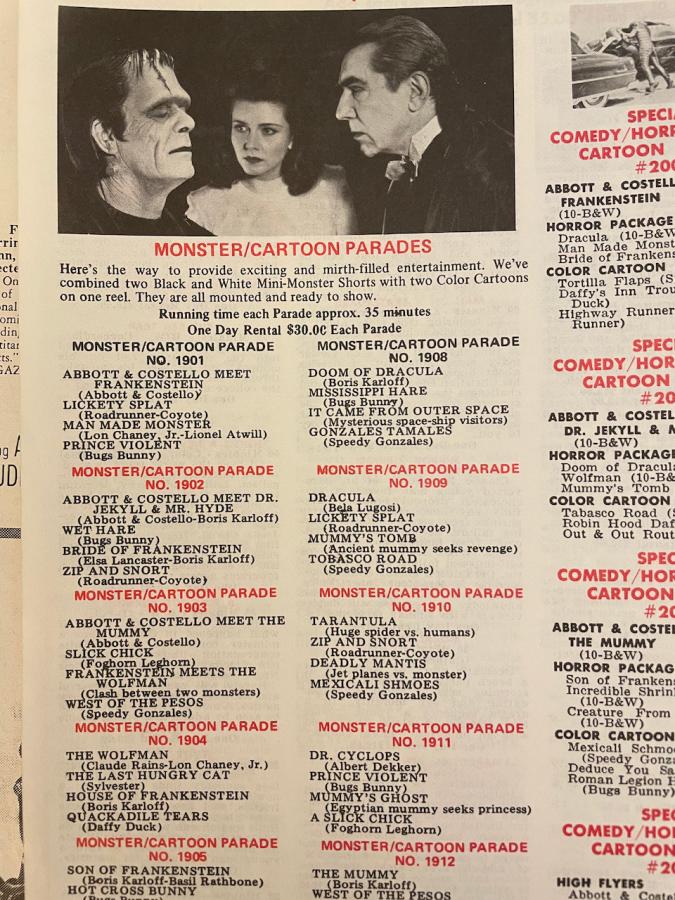 MONSTER/CARTOON PARADES
Here's the way to provide exciting and mirth-filled entertainment. We've
combined two Black and White Mini-Monster Shorts with two Color Cartoons
on one reel. They are all mounted and ready to show.
Running time each Parade approx. 35 minutes
One Day Rental $30.00 Each Parade
MONSTER/CARTOON PARADE
NO. 1901
ABBOTT & COSTELLO MEET
FRANKENSTEIN
(Abbott & Costello)
LICKETY SPLAT
(Roadrunner-Coyote)
MAN MADE MONSTER
(Lon Chaney, Jr.-Lionel Atwill)
PRINCE VIOLENT
(Bugs Bunny)
MONSTER/CARTOON PARADE
NO. 1902
ABBOTT & COSTELLO MEET DR.
JEKYLL & MR. HYDE
(Abbott & Costello-Boris Karloff)
WET HARE
(Bugs Bunny)
BRIDE OF FRANKENSTEIN
(Elsa Lancaster-Boris Karloff)
ZIP AND SNORT
(Roadrunner-Coyote)
MONSTER/CARTOON PARADE
NO. 1903
ABBOTT & COSTELLO MEET THE
MUMMY
(Abbott & Costello)
SLICK CHICK
(Foghorn Leghorn)
FRANKENSTEIN MEETS THE
WOLFMAN
(Clash between two monsters)
WEST OF THE PESOS
(Speedy Gonzales)
MONSTER/CARTOON PARADE
NO. 1904
THE WOLFMAN
(Claude Rains-Lon Chaney, Jr.)
THE LAST HUNGRY CAT
(Sylvester)
HOUSE OF FRANKENSTEIN
(Boris Karloff)
QUACKADILE TEARS
(Daffy Duck)
MONSTER/CARTOON PARADE
NO. 1905
SON OF FRANKENSTEIN
(Boris Karloff-Basil Rathbone)
HOT CROSS BUNNY
(Bugs Bunny)
MONSTER/CARTOON PARADE
NO. 1908
DOOM OF DRACULA
(Boris Karloff)
MISSISSIPPI HARE
(Bugs Bunny)
IT CAME FROM OUTER SPACE
(Mysterious space-ship visitors)
GONZALES TAMALES
(Speedy Gonzales)
MONSTER/CARTOON PARADE
NO. 1909
DRACULA
(Bela Lugosi)
LICKETY SPLAT
(Roadrunner-Coyote)
MUMMY'S TOMB
(Ancient mummy seeks revenge)
TOBASCO ROAD
(Speedy Gonzales)
MONSTER/CARTOON PARADE
NO. 1910
TARANTULA
(Huge spider vs. humans)
ZIP AND SNORT
(Roadrunner-Coyote)
DEADLY MANTIS
(Jet planes vs. monster)
MEXICALI SHMOES
(Speedy Gonzales)
MONSTER/CARTOON PARADE
NO. 1911
DR. CYCLOPS
(Albert Dekker)
PRINCE VIOLENT
(Bugs Bunny)
MUMMY'S GHOST
(Egyptian mummy seeks princess)
A SLICK CHICK
(Foghorn Leghorn)
MONSTER/CARTOON PARADE
NO. 1912
THE MUMMY
(Boris Karloff)
WEST OF THE PESOS
SPECI
COMEDY/HORR
CARTOON
#200
ABBOTT & COSTELL
FRANKENSTEIN
(10-B&W)
HORROR PACKAGE
Dracula (10-B&W
Man Made Monst
Bride of Franken
COLOR CARTOON
Tortilla Flaps (S
Daffy's Inn Trou
Duck)
Highway Runner
Runner)
SPEC
COMEDY/HOR
CARTOON
#20
ABBOTT & COSTEL
DR. JEKYLL & M
(10-B&W)
HORROR PACKAGE
Doom of Dracula
Wolfman (10-B&
Mummy's Tomb
COLOR CARTOON
Tabasco Road (S
Robin Hood Daf
Out & Out Rout
SPEC
COMEDY/HOR
CARTOON
#20
ABBOTT & COSTE
THE MUMMY
(10-B&W)
HORROR PACKAG
Son of Franken
Incredible Shrin
(10-B&W)
Creature From
(10-B&W)
COLOR CARTOON
Mexicali Schmo
(Speedy Gonza
Deduce You Sa
Roman Legion H
(Bugs Bunny)
SPE
COMEDY/HO
CARTOO
#2
HIGH FLYERS
Abbott & Coste